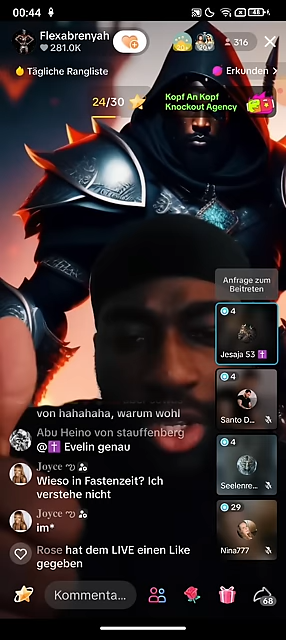 00:44
48
Flexabrenyah
281.0K
316
Tägliche Rangliste
Erkunden >
24/30
Kopf An Kopf
Knockout Agency
Anfrage zum
Beitreten
4
Jesaja 53 ✝️
4
Santo D...
4
Seelenre...
29
Nina777
von hahahaha, warum wohl
Abu Heino von stauffenberg
@✝️ Evelin genau
Joyce
Wieso in Fastenzeit? Ich
verstehe nicht
Joyce
im*
Rose hat dem LIVE einen Like
gegeben
Kommenta...
68